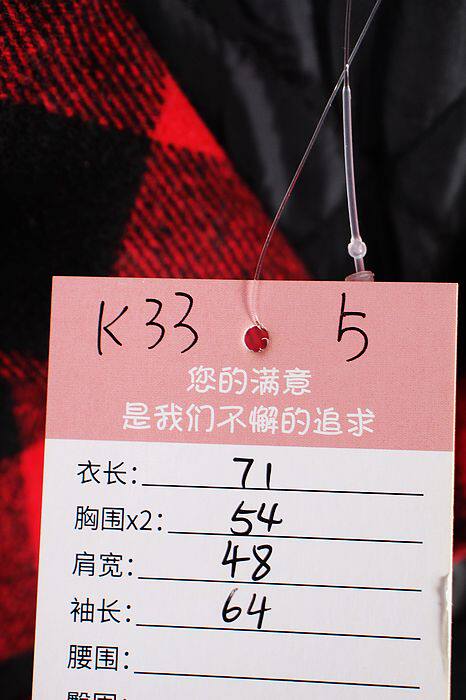 K33 5
您的满意
是我们不懈的追求
衣长: 71
胸围x2: 54
肩宽: 48
袖长: 64
腰围: